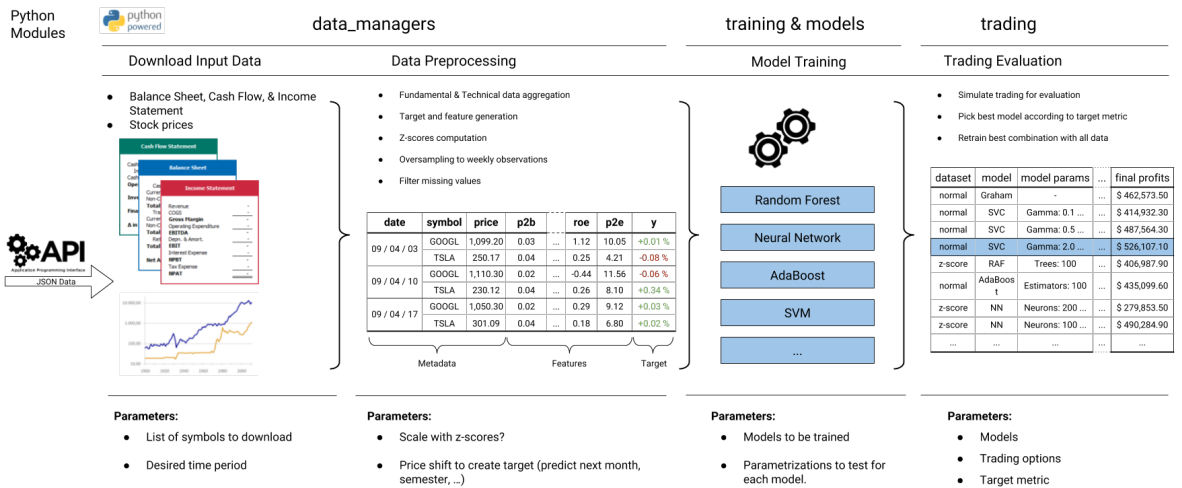 Python
Modules
python
powered
data_managers
training & models
trading
Download Input Data
Data Preprocessing
Model Training
Trading Evaluation
● Balance Sheet, Cash Flow, & Income
Statement
● Stock prices
Cash Flow Statement
Balance Sheet
Income Statement
Revenue -
COGS -
Gross Margin -
Operating Expenditure -
EBITDA -
Depn. & Amort. -
EBIT -
Interest Expense -
NPBT -
Tax Expense -
NPAT -
API
Application Programming Interface
JSON Data
10.000,00
1.000,00
100,00
10,00
● Fundamental & Technical data aggregation
● Target and feature generation
● Z-scores computation
● Oversampling to weekly observations
● Filter missing values
date symbol price p2b ... roe p2e y
09 / 04 / 03 GOOGL 1,099.20 0.03 ... 1.12 10.05 +0.01 %
TSLA 250.17 0.04 ... 0.25 4.21 -0.08 %
09 / 04 / 10 GOOGL 1,110.30 0.02 ... -0.44 11.56 -0.06 %
TSLA 230.12 0.04 ... 0.26 8.10 +0.34 %
09 / 04 / 17 GOOGL 1,050.30 0.02 ... 0.29 9.12 +0.03 %
TSLA 301.09 0.04 ... 0.18 6.80 +0.02 %
Metadata Features Target
Random Forest
Neural Network
AdaBoost
SVM
...
● Simulate trading for evaluation
● Pick best model according to target metric
● Retrain best combination with all data
dataset model model params ... final profits
normal Graham - ... $ 462,573.50
normal SVC Gamma: 0.1 ... ... $ 414,932.30
normal SVC Gamma: 0.5 ... ... $ 487,564.30
normal SVC Gamma: 2.0 ... ... $ 526,107.10
z-score RAF Trees: 100 ... $ 406,987.90
normal AdaBoos
t Estimators: 100 ... $ 435,099.60
z-score NN Neurons: 200 ... ... $ 279,853.50
z-score NN Neurons: 100 ... ... $ 490,284.90
... ... ... ... ...
Parameters:
● List of symbols to download
● Desired time period
Parameters:
● Scale with z-scores?
● Price shift to create target (predict next month,
semester, …)
Parameters:
● Models to be trained
● Parametrizations to test for
each model.
Parameters:
● Models
● Trading options
● Target metric